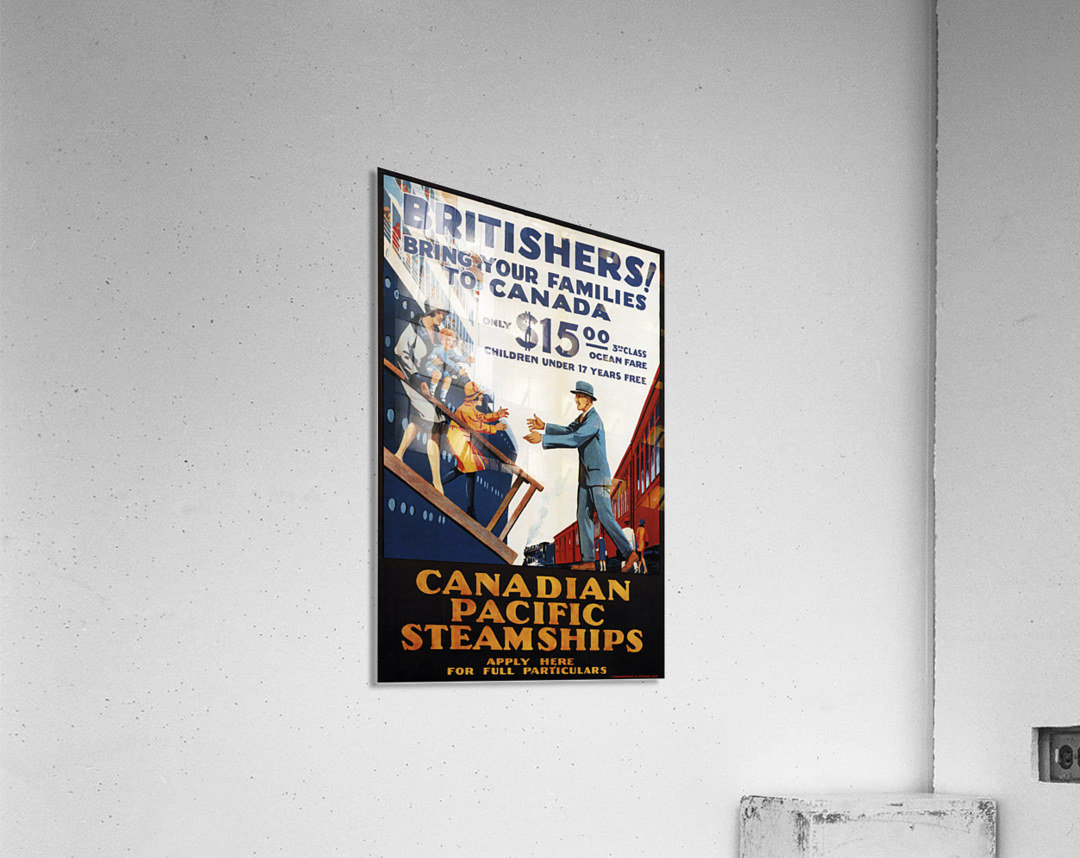 BRITISHERS!
BRING YOUR FAMILIES
TO CANADA
ONLY $15 00 3RD CLASS
OCEAN FARE
CHILDREN UNDER 17 YEARS FREE
CANADIAN
PACIFIC
STEAMSHIPS
APPLY HERE
FOR FULL PARTICULARS